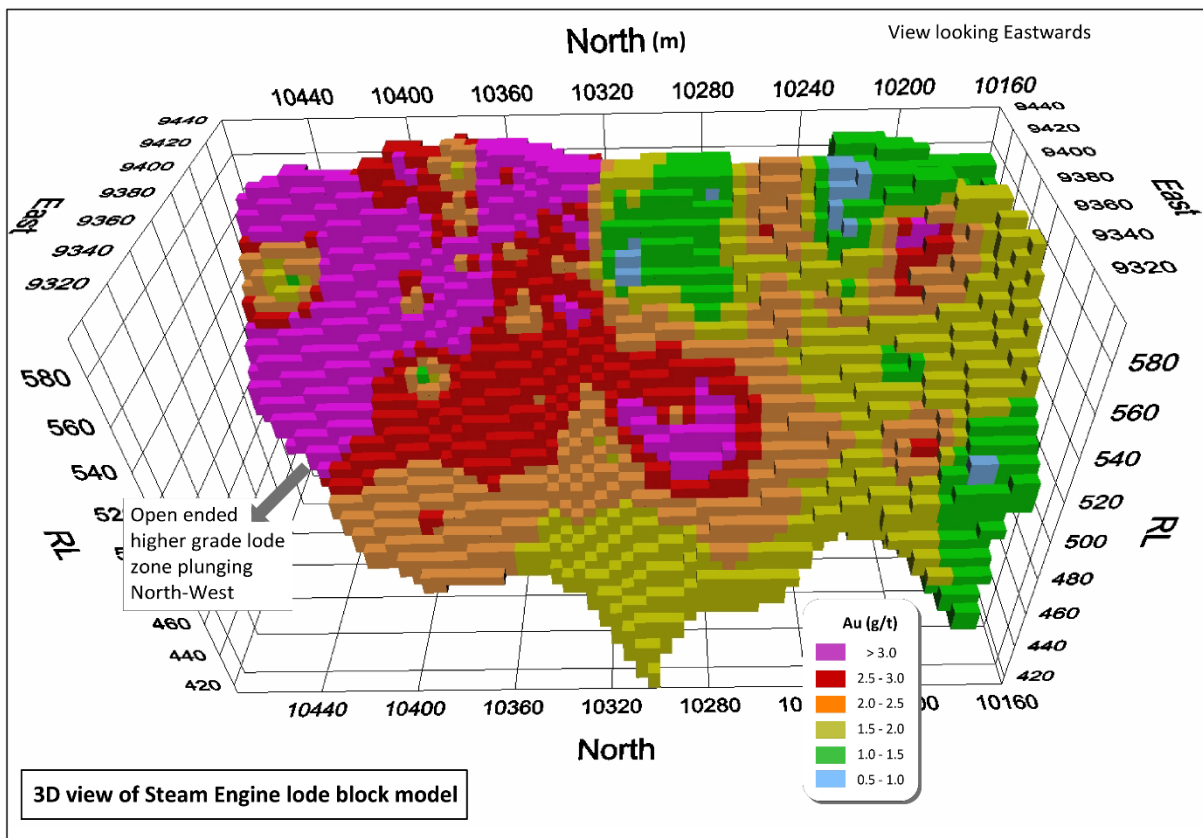 North (m)
View looking Eastwards
10440 10400 10360 10320 10280 10240 10200 10160
9440
9420
9400
9380
9360
9340
9320
East
9440
9420
9400
9380
9360
9340
9320
East
580
560
540
RL
460
440
420
580
560
540
520
500
480
460
440
420
RL
Open ended
higher grade lode
zone plunging
North-West
10440 10400 10360 10320 10280 10160
North
Au (g/t)
> 3.0
2.5 - 3.0
2.0 - 2.5
1.5 - 2.0
1.0 - 1.5
0.5 - 1.0
3D view of Steam Engine lode block model